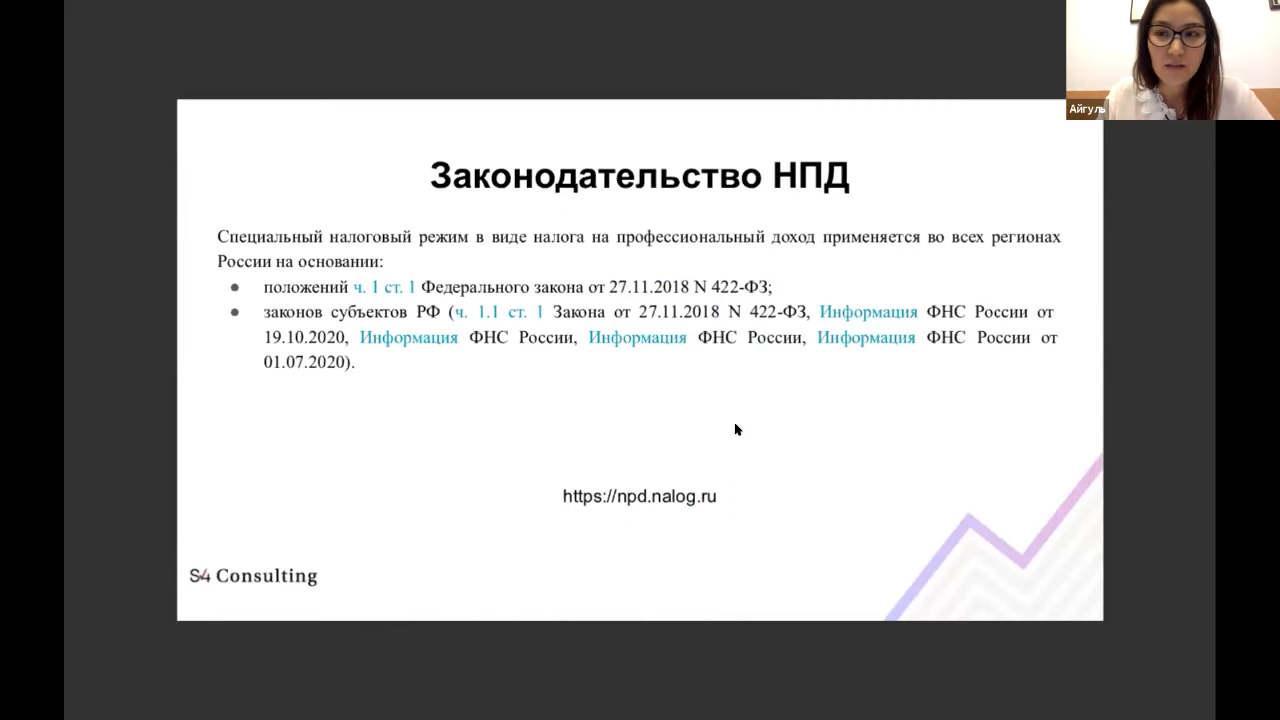 Айгуль
Законодательство НПД
Специальный налоговый режим в виде налога на профессиональный доход применяется во всех регионах
России на основании:
● положений ч. 1 ст. 1 Федерального закона от 27.11.2018 N 422-ФЗ;
● законов субъектов РФ (ч. 1.1 ст. 1 Закона от 27.11.2018 N 422-ФЗ, Информация ФНС России от
19.10.2020, Информация ФНС России, Информация ФНС России, Информация ФНС России от
01.07.2020).
https://npd.nalog.ru
S4 Consulting